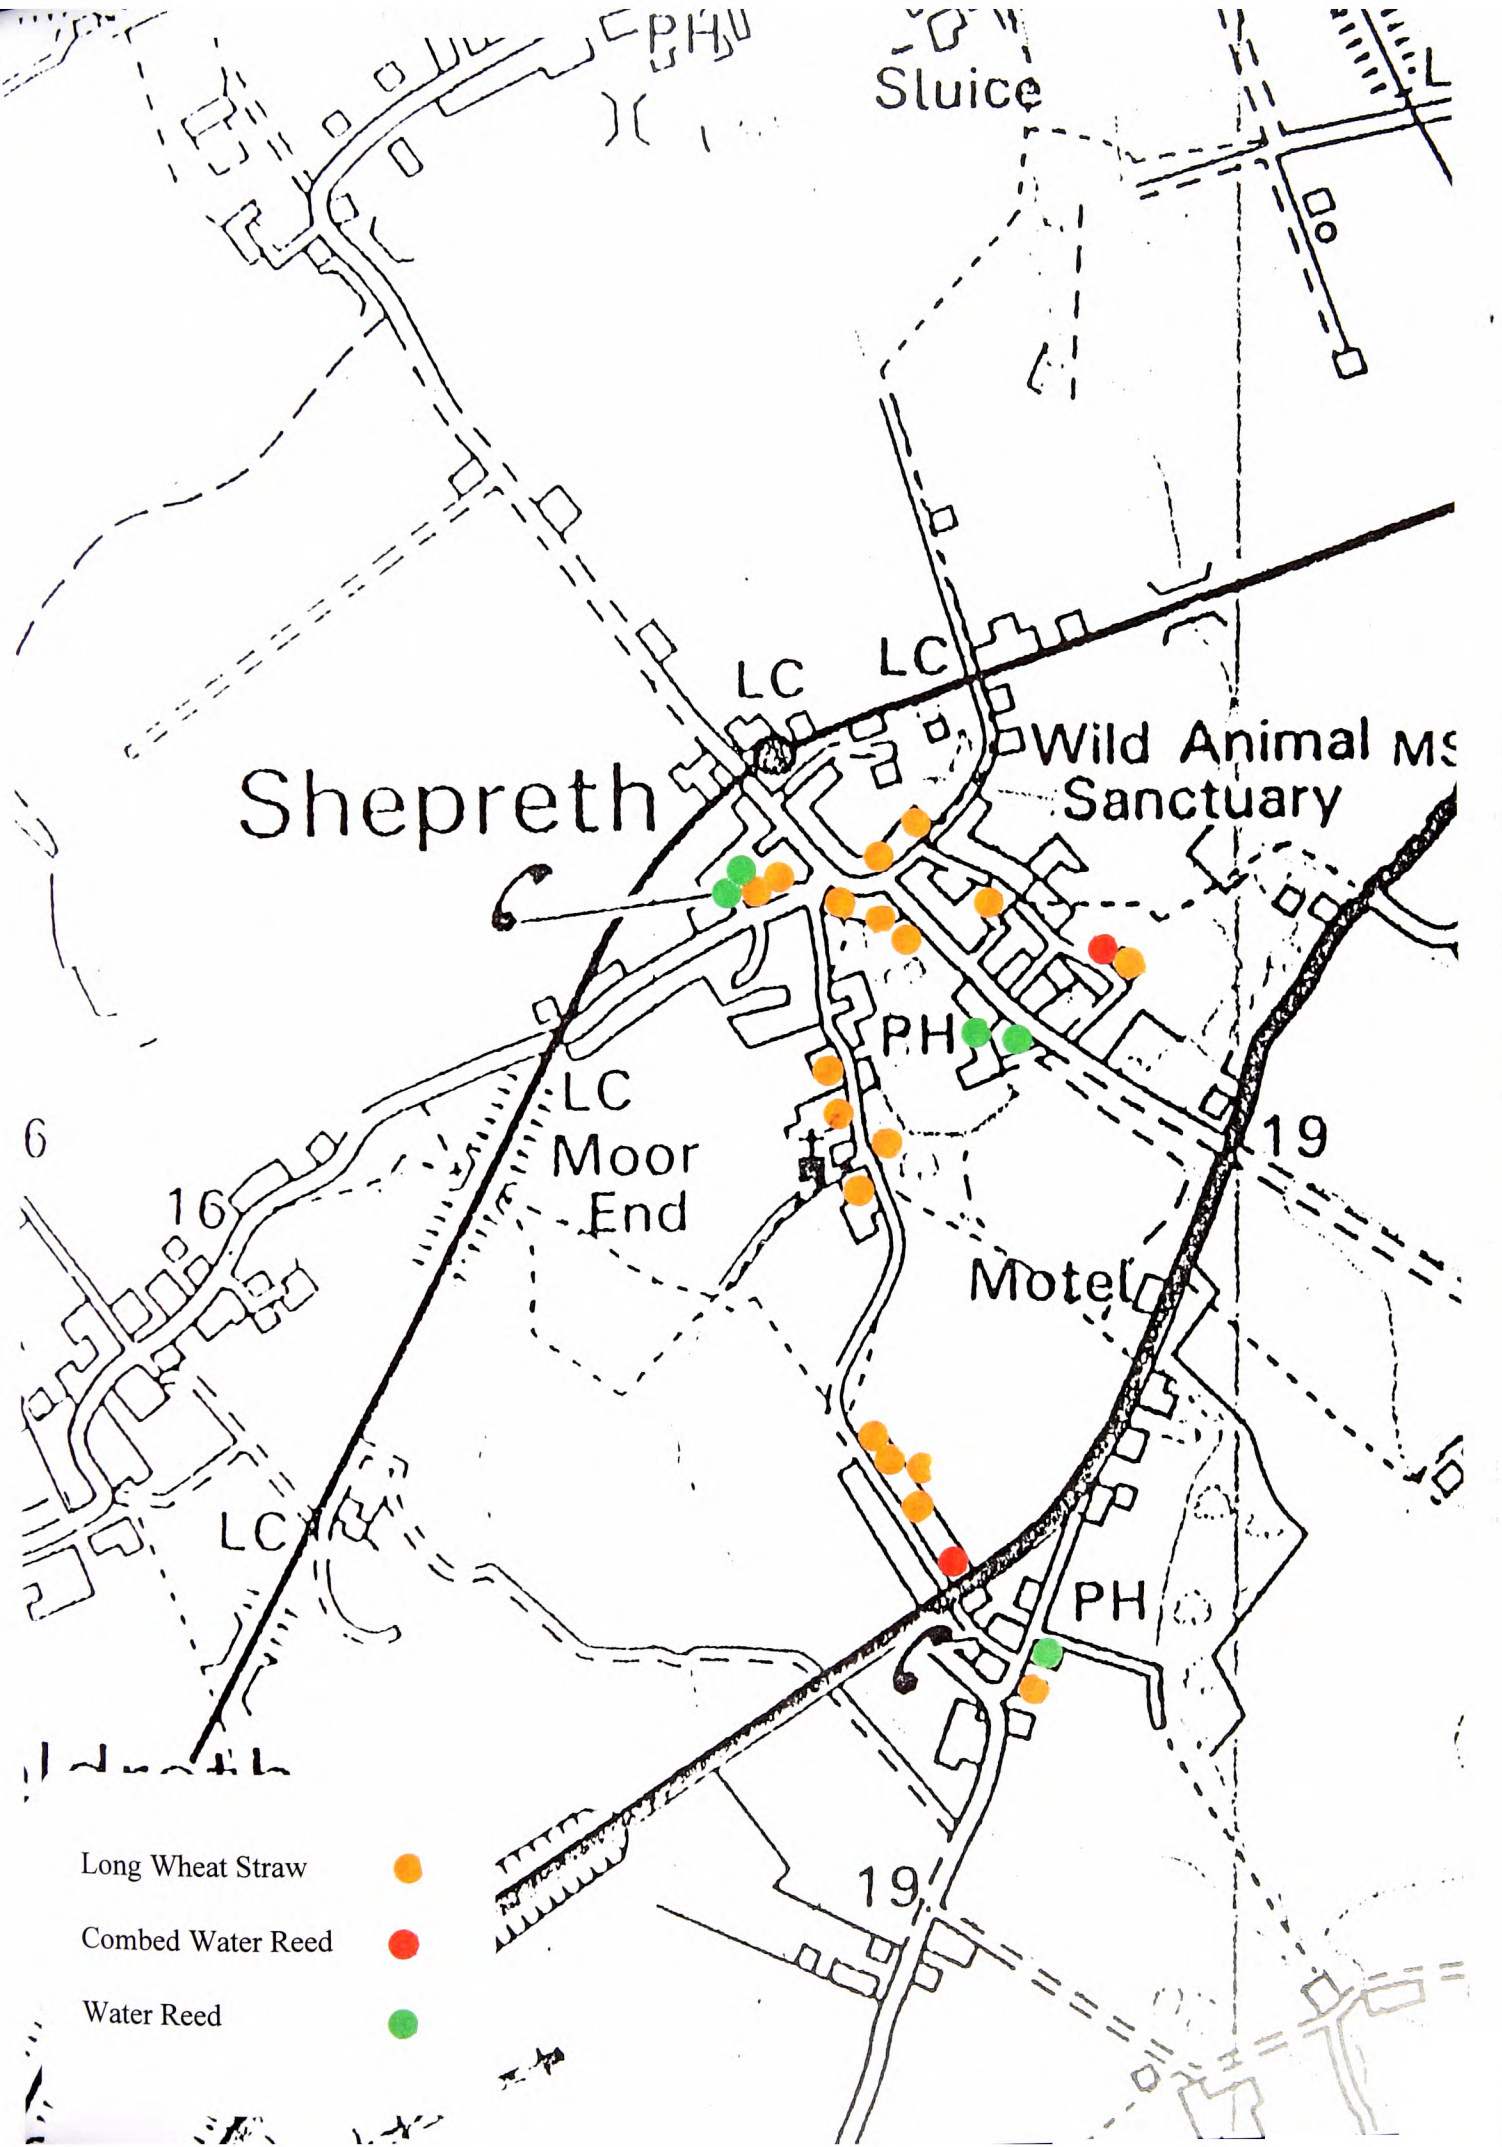 PH
Sluice
L
LC
LC
Wild Animal
Sanctuary
MS
Shepreth
PH
LC
Moor
End
6
16
19
Motel
LC
PH
19
Long Wheat Straw
Combed Water Reed
Water Reed